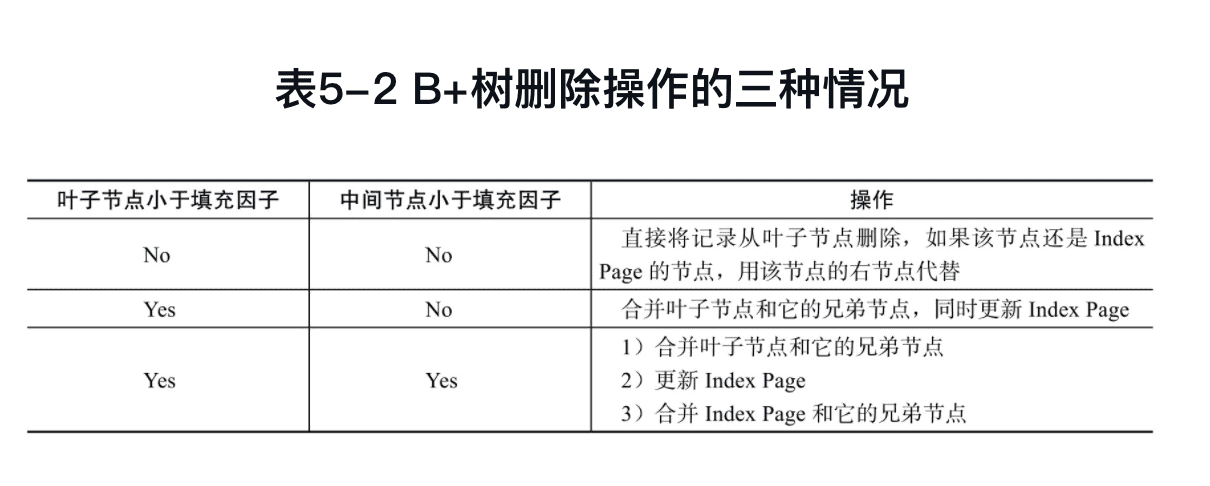 表5-2 B+树删除操作的三种情况
叶子节点小于填充因子 中间节点小于填充因子 操作
No No 直接将记录从叶子节点删除，如果该节点还是 Index
Page 的节点，用该节点的右节点代替
Yes No 合并叶子节点和它的兄弟节点，同时更新 Index Page
Yes Yes 1）合并叶子节点和它的兄弟节点
2）更新 Index Page
3）合并 Index Page 和它的兄弟节点